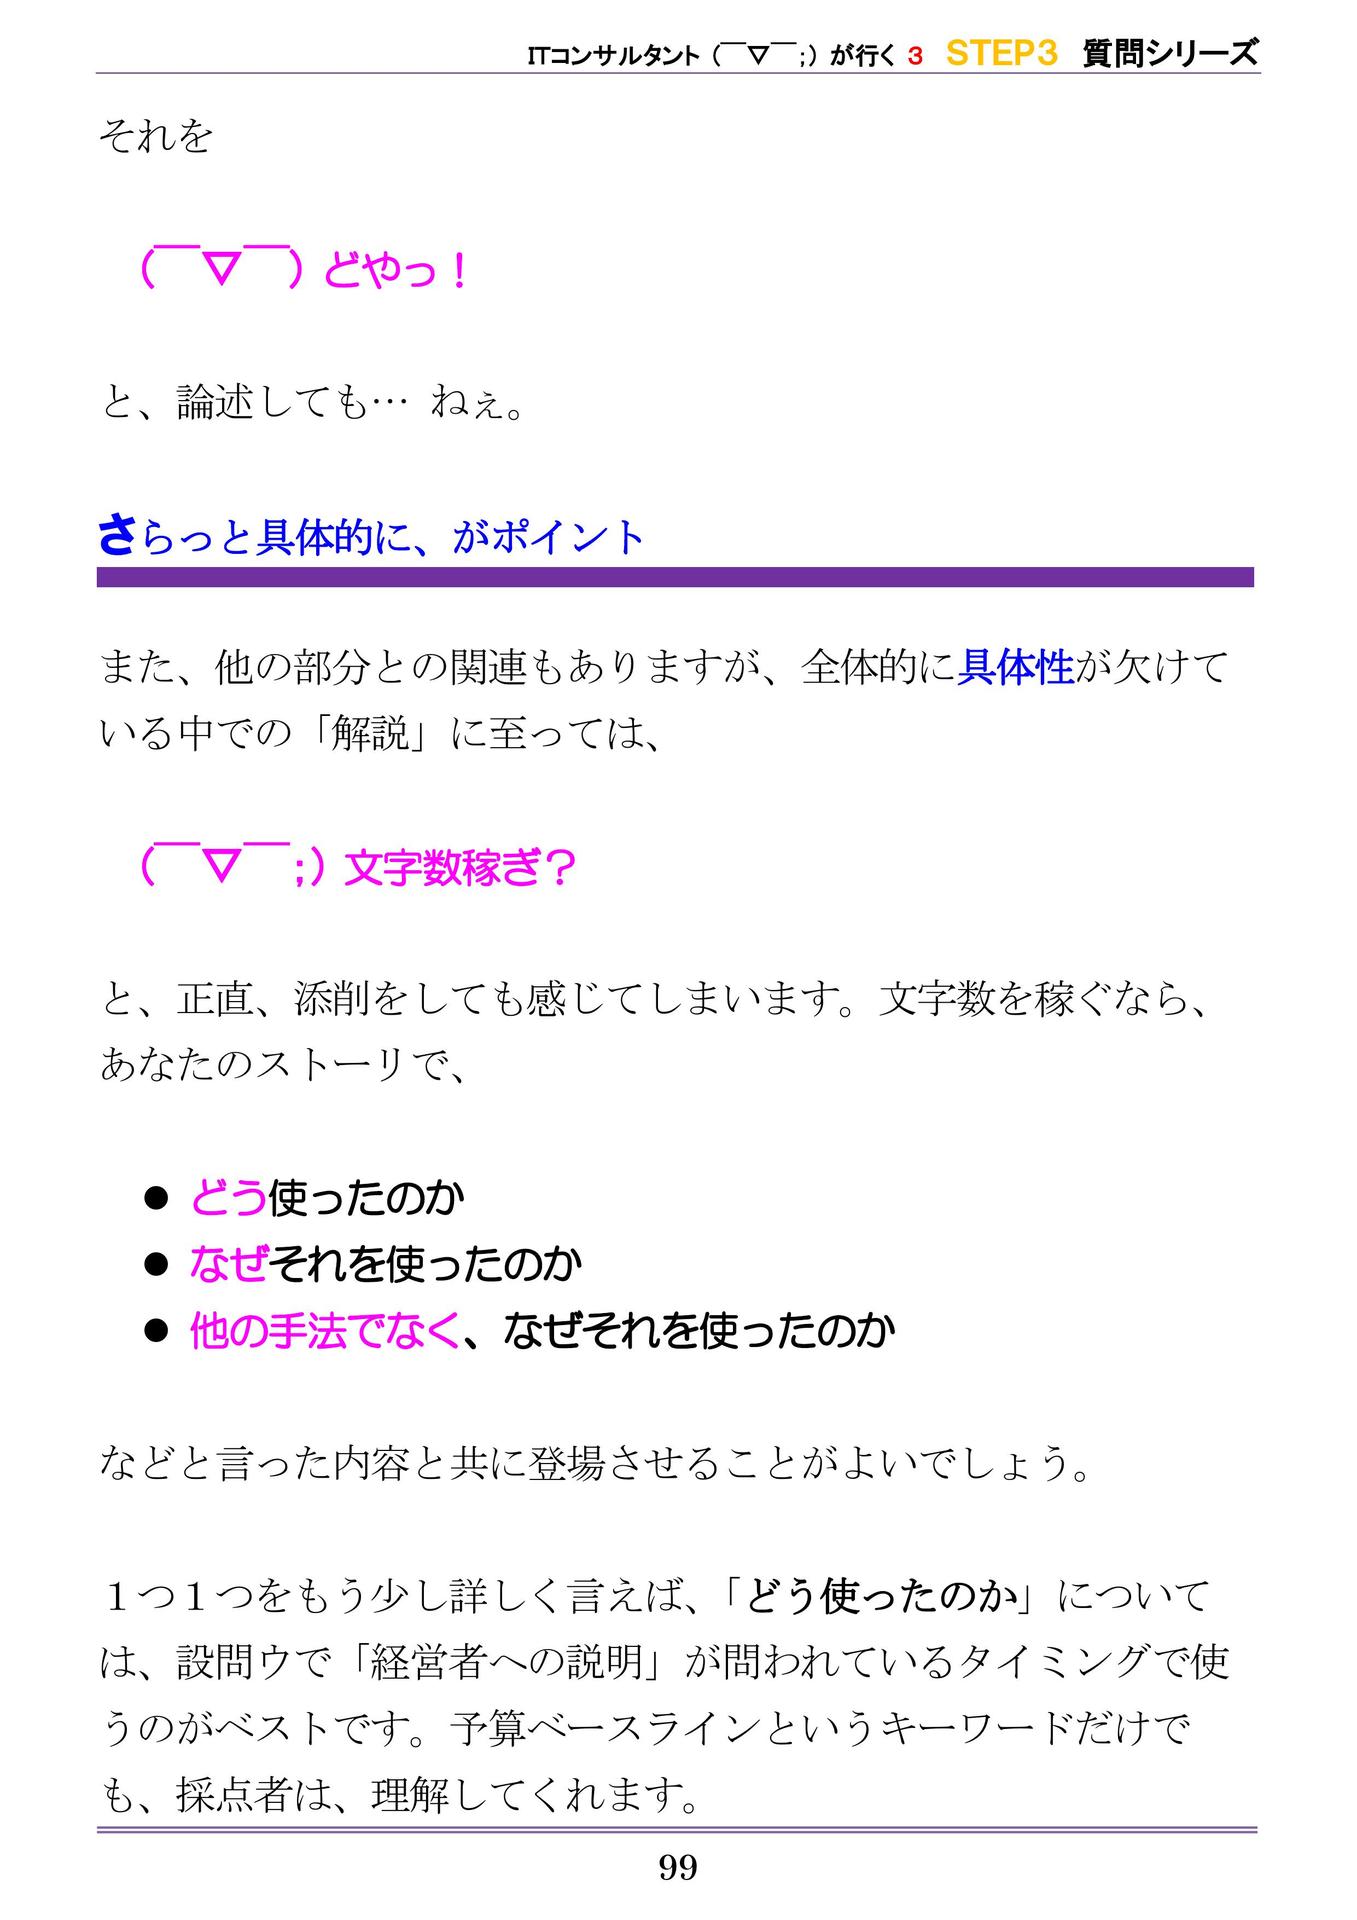 ITコンサルタント（￣▽￣；）が行く 3 STEP3 質問シリーズ
それを
（￣▽￣）どやっ！
と、論述しても… ねぇ。
さらっと具体的に、がポイント
また、他の部分との関連もありますが、全体的に具体性が欠けて
いる中での「解説」に至っては、
（￣▽￣；）文字数稼ぎ？
と、正直、添削をしても感じてしまいます。文字数を稼ぐなら、
あなたのストーリで、
● どう使ったのか
● なぜそれを使ったのか
● 他の手法でなく、なぜそれを使ったのか
などと言った内容と共に登場させることがよいでしょう。
１つ１つをもう少し詳しく言えば、「どう使ったのか」について
は、設問ウで「経営者への説明」が問われているタイミングで使
うのがベストです。予算ベースラインというキーワードだけで
も、採点者は、理解してくれます。
99